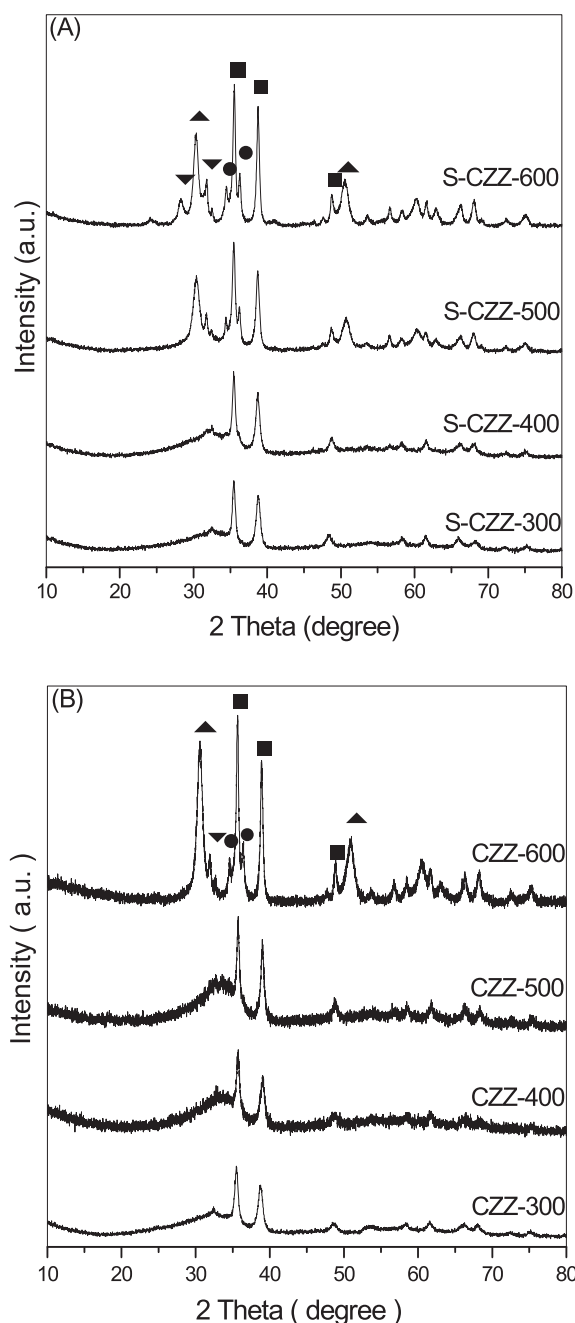 (A)
S-CZZ-600
S-CZZ-500
S-CZZ-400
S-CZZ-300
Intensity (a.u.)
10 20 30 40 50 60 70 80
2 Theta (degree)
(B)
CZZ-600
CZZ-500
CZZ-400
CZZ-300
Intensity ( a.u. )
10 20 30 40 50 60 70 80
2 Theta ( degree )